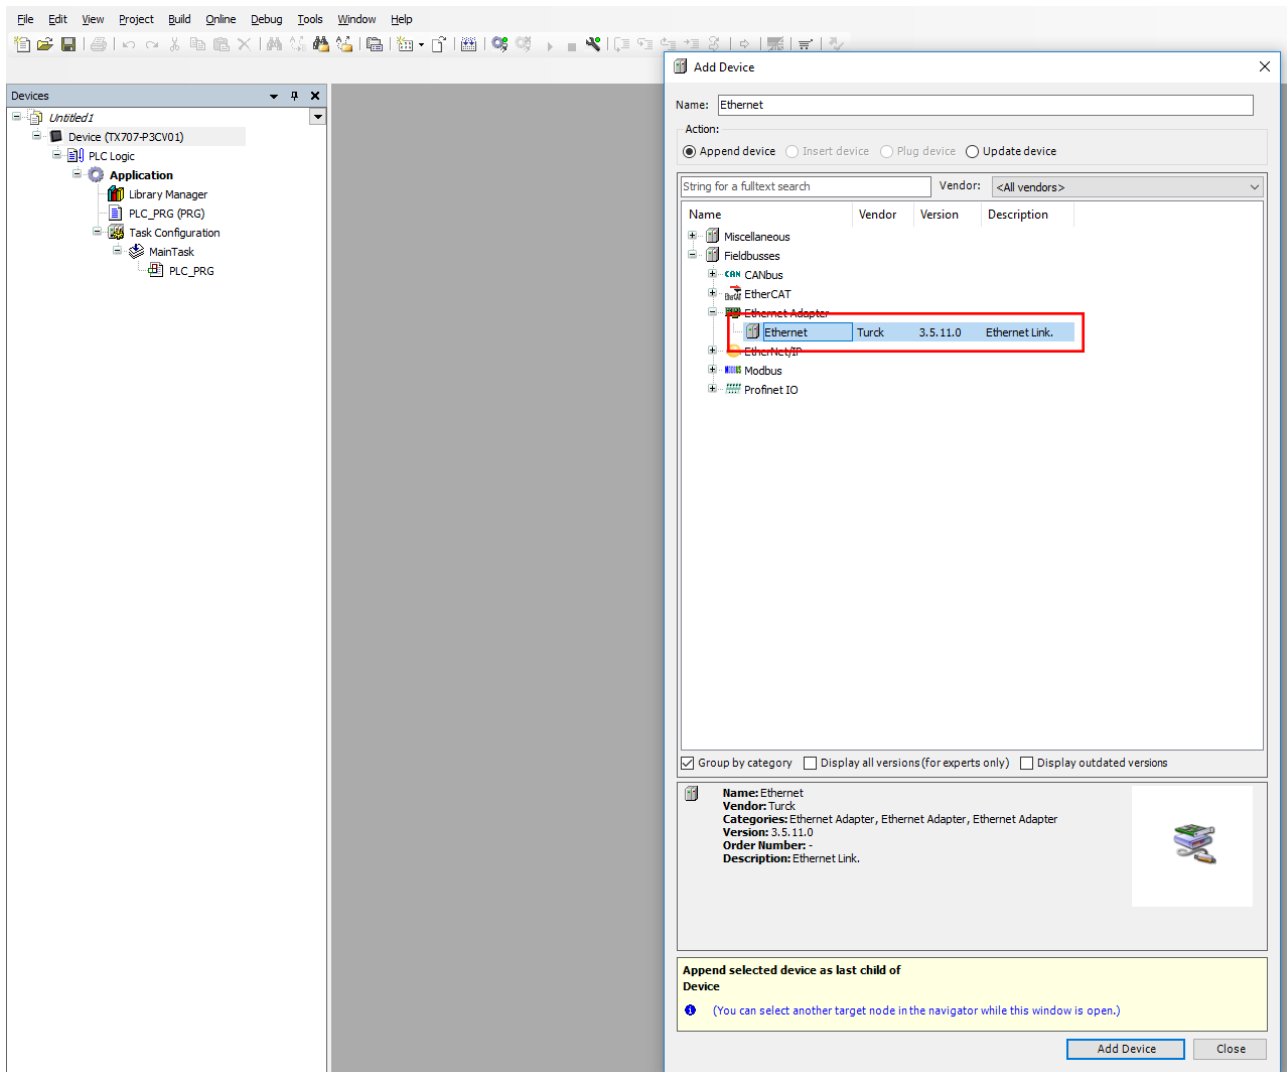 File Edit View Project Build Online Debug Tools Window Help
Devices
Untitled1
Device (TX707-P3CV01)
PLC Logic
Application
Library Manager
PLC_PRG (PRG)
Task Configuration
MainTask
PLC_PRG
Add Device
Name: Ethernet
Action:
Append device Insert device Plug device Update device
String for a fulltext search Vendor: <All vendors>
Name Vendor Version Description
Miscellaneous
Fieldbusses
CAN CANbus
EtherCAT
Ethernet Adapter
Ethernet Turck 3.5.11.0 Ethernet Link.
EtherNet/IP
Modbus
Profinet IO
Group by category Display all versions (for experts only) Display outdated versions
Name: Ethernet
Vendor: Turck
Categories: Ethernet Adapter, Ethernet Adapter, Ethernet Adapter
Version: 3.5.11.0
Order Number: -
Description: Ethernet Link.
Append selected device as last child of
Device
(You can select another target node in the navigator while this window is open.)
Add Device Close